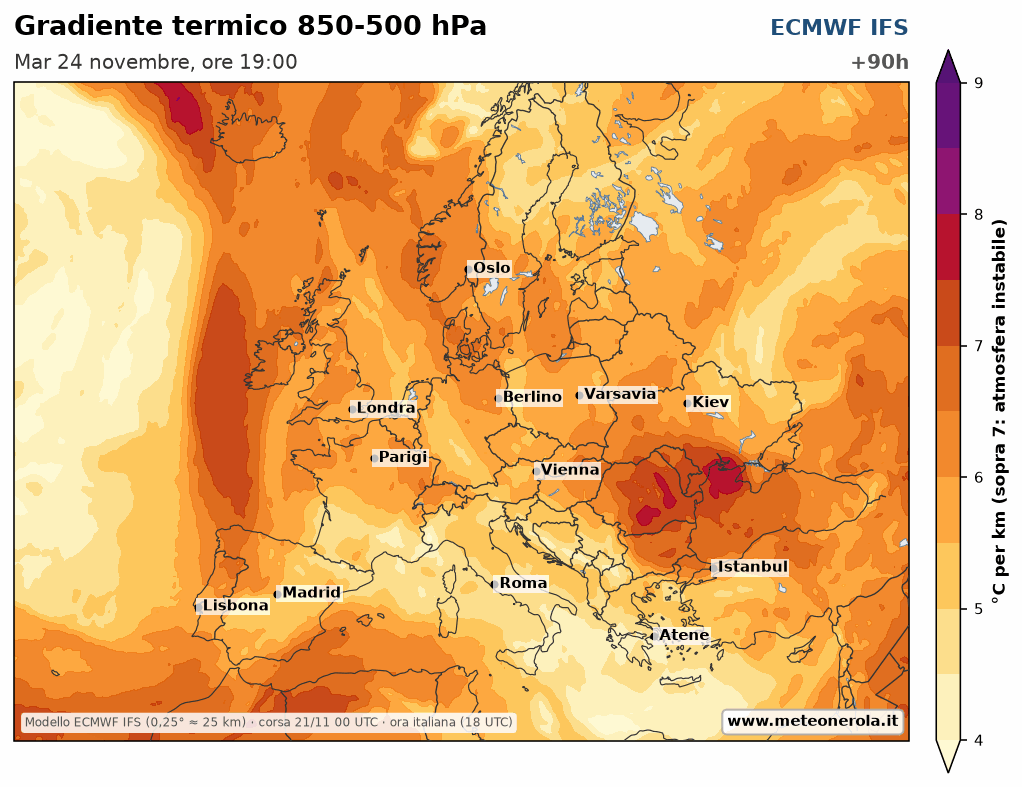 Gradiente termico 850-500 hPa
ECMWF IFS
Mar 24 novembre, ore 19:00
+90h
Oslo
Londra
Berlino
Varsavia
Kiev
Parigi
Vienna
Istanbul
Madrid
Roma
Lisbona
Atene
Modello ECMWF IFS (0,25° ≈ 25 km) · corsa 21/11 00 UTC · ora italiana (18 UTC)
www.meteonerola.it
9
8
7
6
5
4
°C per km (sopra 7: atmosfera instabile)